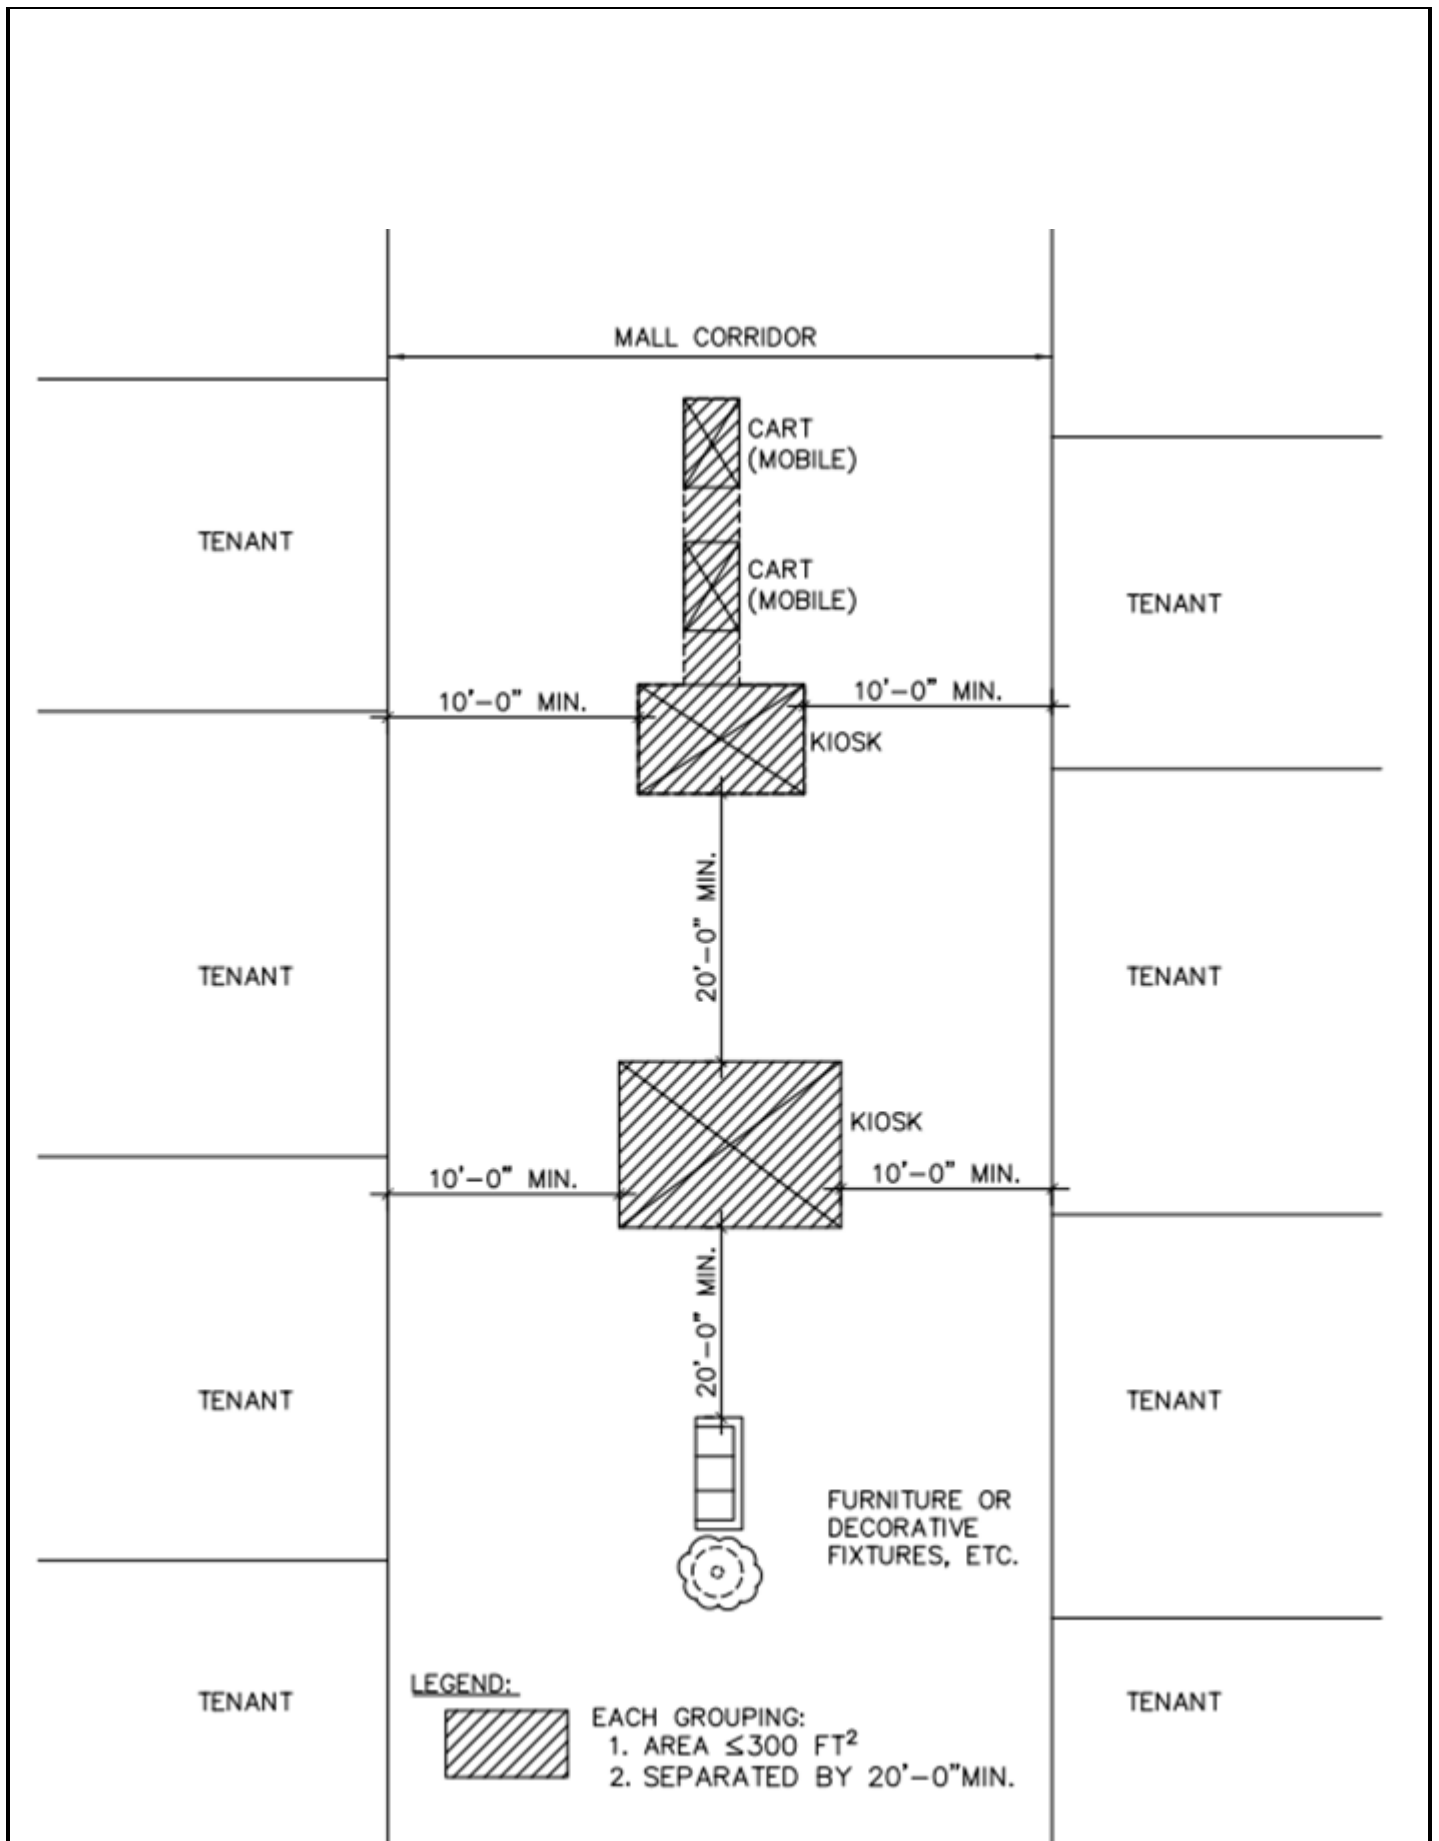 MALL CORRIDOR
CART
(MOBILE)
TENANT
CART
(MOBILE)
TENANT
10'-0" MIN.
10'-0" MIN.
KIOSK
20'-0" MIN.
TENANT
TENANT
KIOSK
10'-0" MIN.
10'-0" MIN.
20'-0" MIN.
TENANT
TENANT
FURNITURE OR
DECORATIVE
FIXTURES, ETC.
LEGEND:
TENANT
TENANT
EACH GROUPING:
1. AREA ≤300 FT²
2. SEPARATED BY 20'-0"MIN.